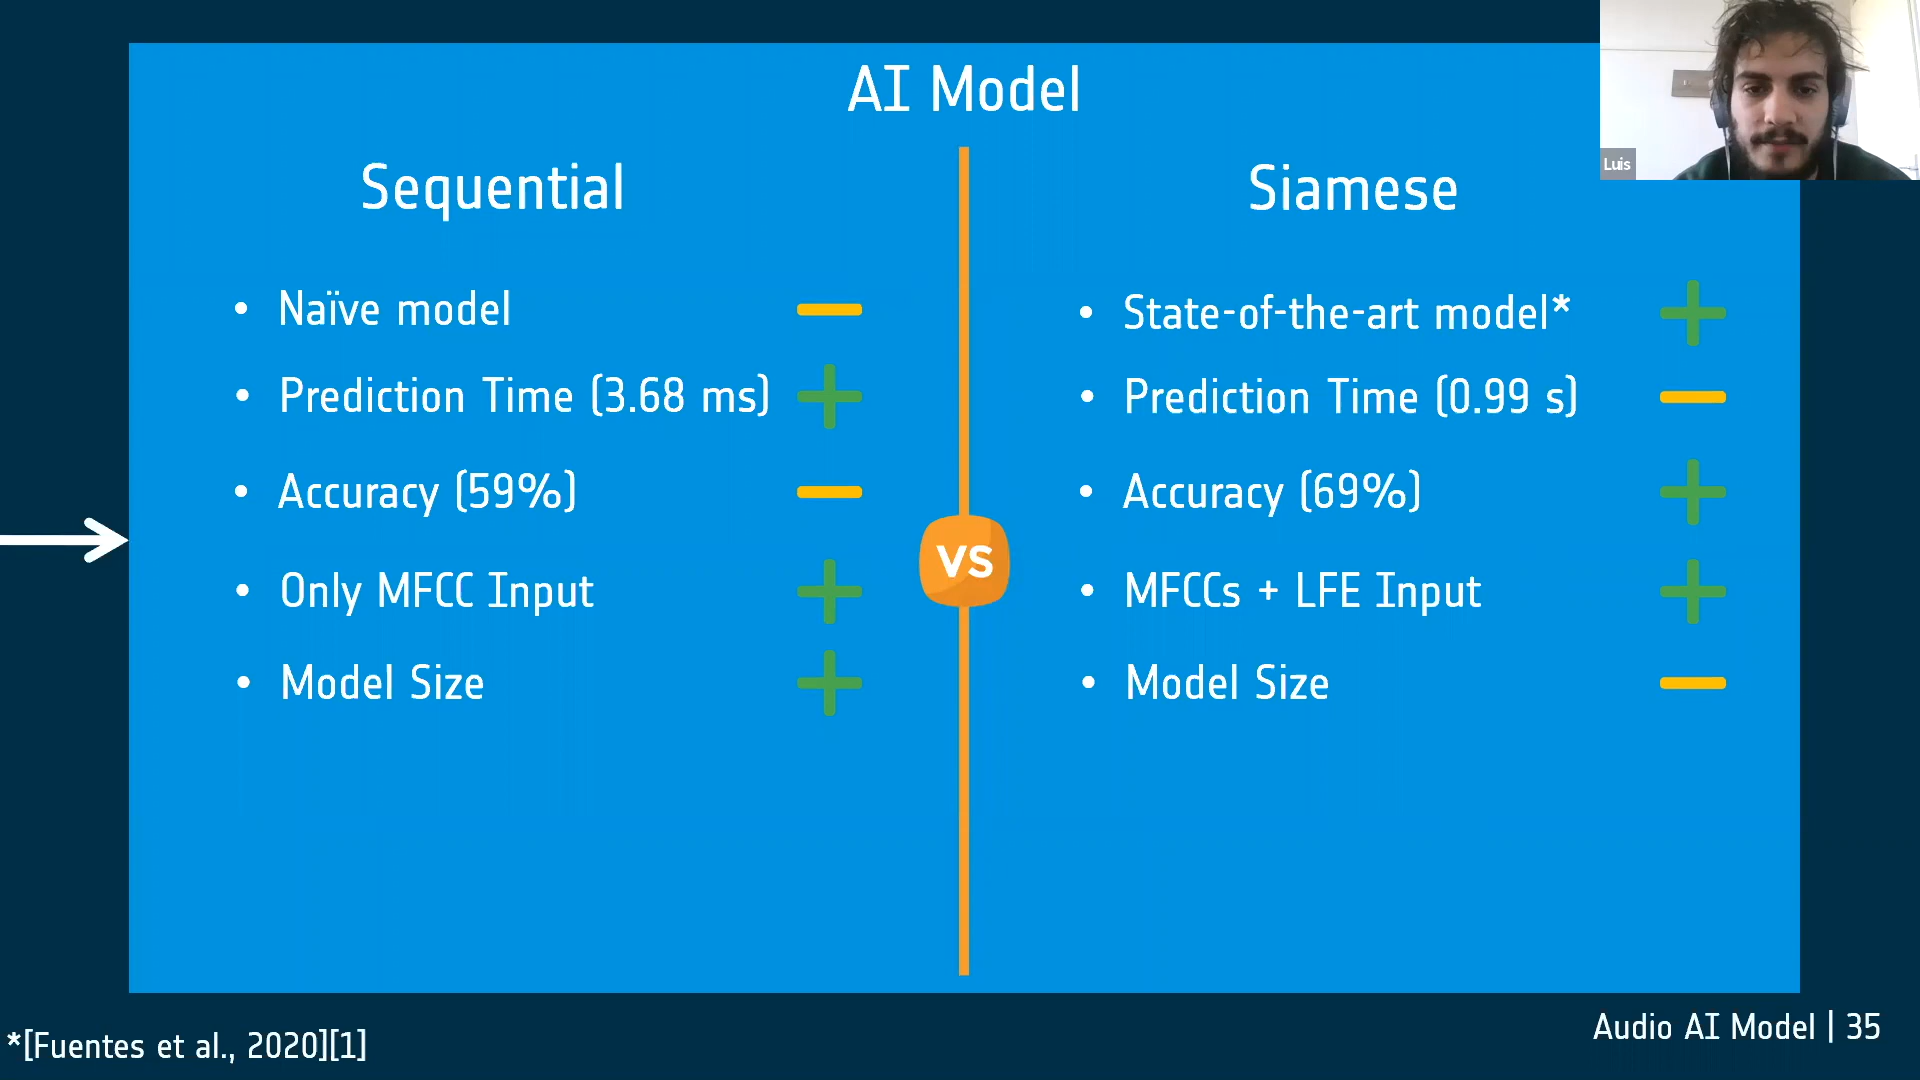 AI Model
Luis
Sequential
• Naïve model
• Prediction Time (3.68 ms)
• Accuracy (59%)
• Only MFCC Input
• Model Size
VS
Siamese
• State-of-the-art model*
• Prediction Time (0.99 s)
• Accuracy (69%)
• MFCCs + LFE Input
• Model Size
*[Fuentes et al., 2020][1]
Audio AI Model | 35